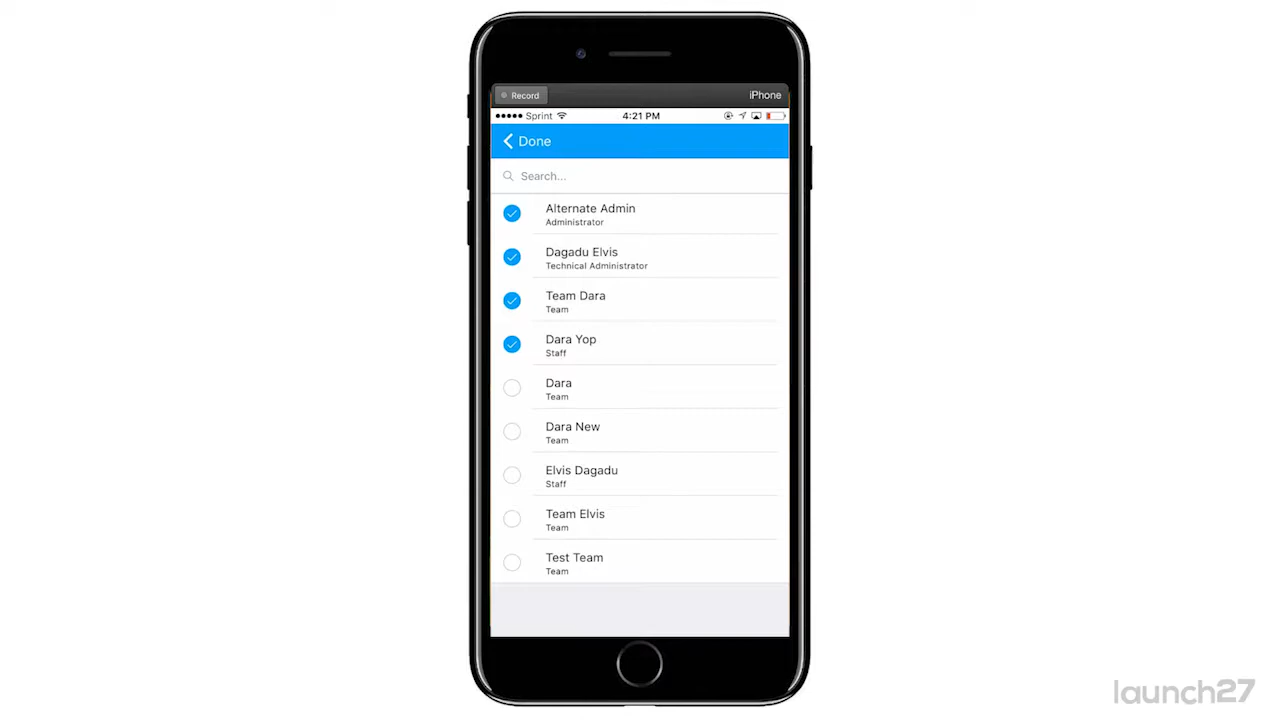 Record iPhone
Sprint 4:21 PM
Done
Search...
Alternate Admin
Administrator
Dagadu Elvis
Technical Administrator
Team Dara
Team
Dara Yop
Staff
Dara
Team
Dara New
Team
Elvis Dagadu
Staff
Team Elvis
Team
Test Team
Team
launch27